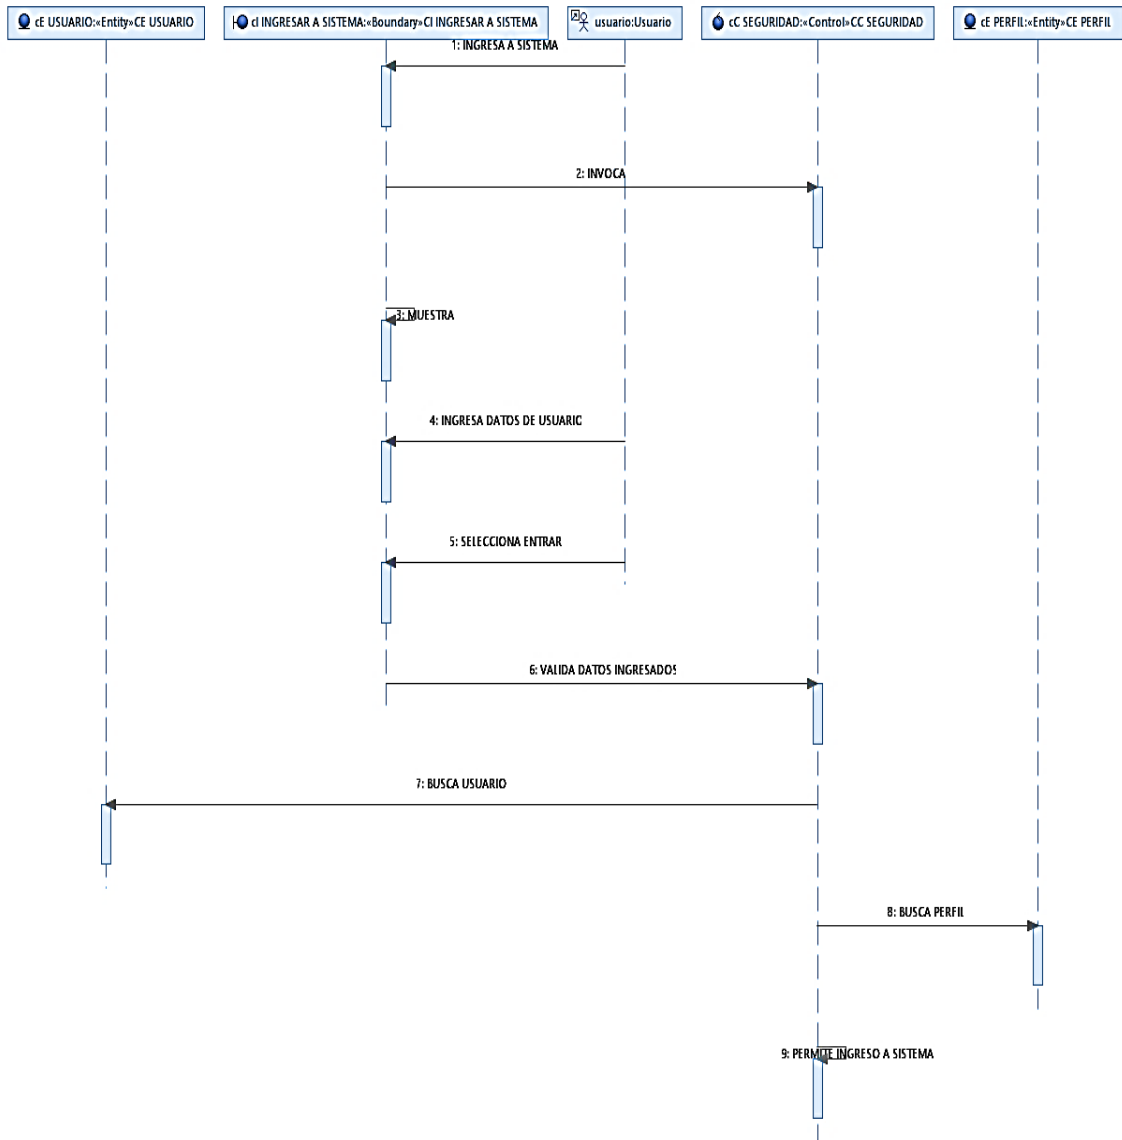 cE USUARIO:«Entity»CE USUARIO
cI INGRESAR A SISTEMA:«Boundary»CI INGRESAR A SISTEMA
usuario:Usuario
cC SEGURIDAD:«Control»CC SEGURIDAD
cE PERFIL:«Entity»CE PERFIL
1: INGRESA A SISTEMA
2: INVOCA
3: MUESTRA
4: INGRESA DATOS DE USUARIO
5: SELECCIONA ENTRAR
6: VALIDA DATOS INGRESADOS
7: BUSCA USUARIO
8: BUSCA PERFIL
9: PERMITE INGRESO A SISTEMA